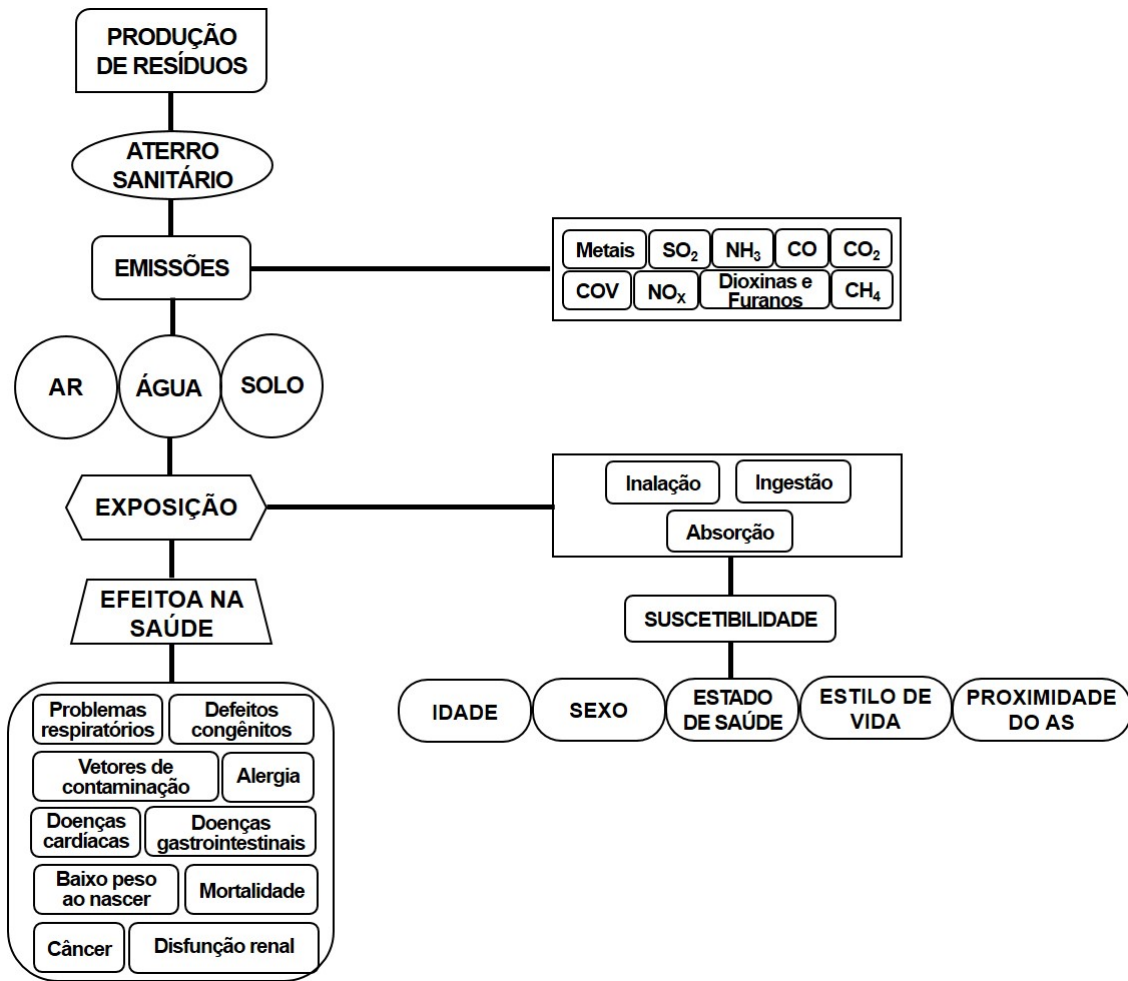 PRODUÇÃO
DE RESÍDUOS
ATERRO
SANITÁRIO
EMISSÕES
Metais
SO₂
NH₃
CO
CO₂
COV
NOₓ
Dioxinas e
Furanos
CH₄
AR
ÁGUA
SOLO
EXPOSIÇÃO
Inalação
Ingestão
Absorção
EFEITOA NA
SAÚDE
SUSCETIBILIDADE
IDADE
SEXO
ESTADO
DE SAÚDE
ESTILO DE
VIDA
PROXIMIDADE
DO AS
Problemas
respiratórios
Defeitos
congênitos
Vetores de
contaminação
Alergia
Doenças
cardíacas
Doenças
gastrointestinais
Baixo peso
ao nascer
Mortalidade
Câncer
Disfunção renal